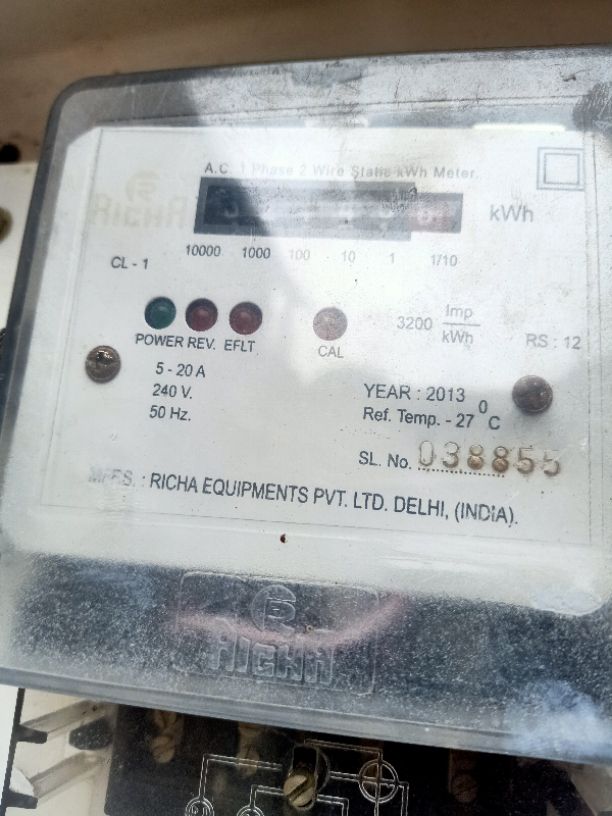 A.C. 1 Phase 2 Wire Static kWh Meter.
RICHA
kWh
10000 1000 100 10 1 1/10
CL - 1
3200 Imp/kWh
RS : 12
POWER REV. EFLT
CAL
5 - 20 A
240 V.
50 Hz.
YEAR : 2013
Ref. Temp. - 27 0 C
SL. No. 038855
MFRS. : RICHA EQUIPMENTS PVT. LTD. DELHI, (INDIA).
RICHA